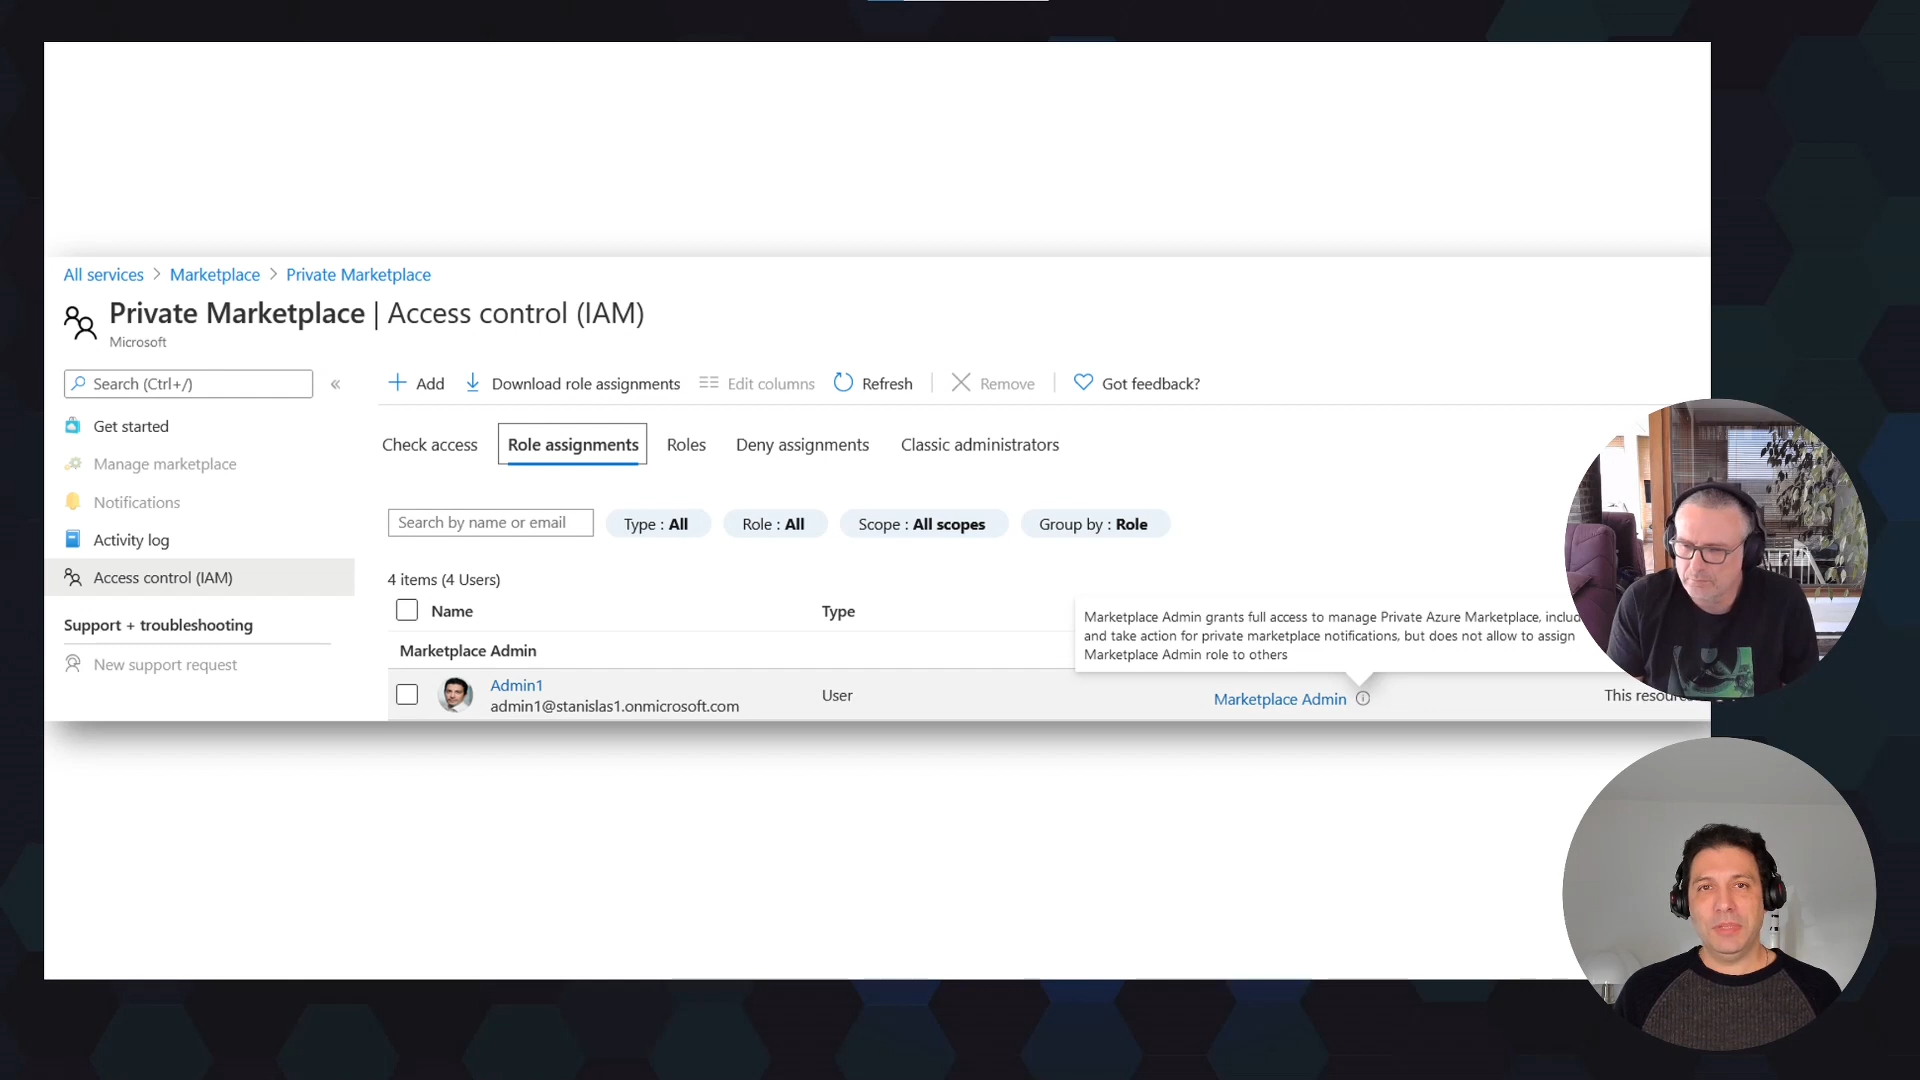 All services > Marketplace > Private Marketplace
Private Marketplace | Access control (IAM)
Microsoft
Search (Ctrl+/)
«
Get started
Manage marketplace
Notifications
Activity log
Access control (IAM)
Support + troubleshooting
New support request
Add
Download role assignments
Edit columns
Refresh
Remove
Got feedback?
Check access
Role assignments
Roles
Deny assignments
Classic administrators
Search by name or email
Type : All
Role : All
Scope : All scopes
Group by : Role
4 items (4 Users)
Name
Type
Marketplace Admin grants full access to manage Private Azure Marketplace,
and take action for private marketplace notifications, but does not allow to assign
Marketplace Admin role to others
Marketplace Admin
Admin1
admin1@stanislas1.onmicrosoft.com
User
Marketplace Admin
This